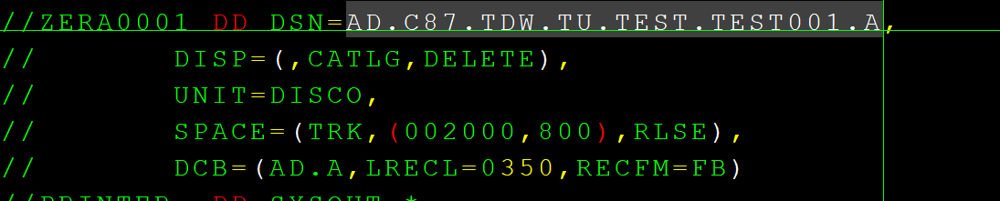 //ZERA0001 DD DSN=AD.C87.TDW.TU.TEST.TEST001.A,
//         DISP=(,CATLG,DELETE),
//         UNIT=DISCO,
//         SPACE=(TRK,(002000,800),RLSE),
//         DCB=(AD.A,LRECL=0350,RECFM=FB)
//PRINTER  DD SYSOUT=*